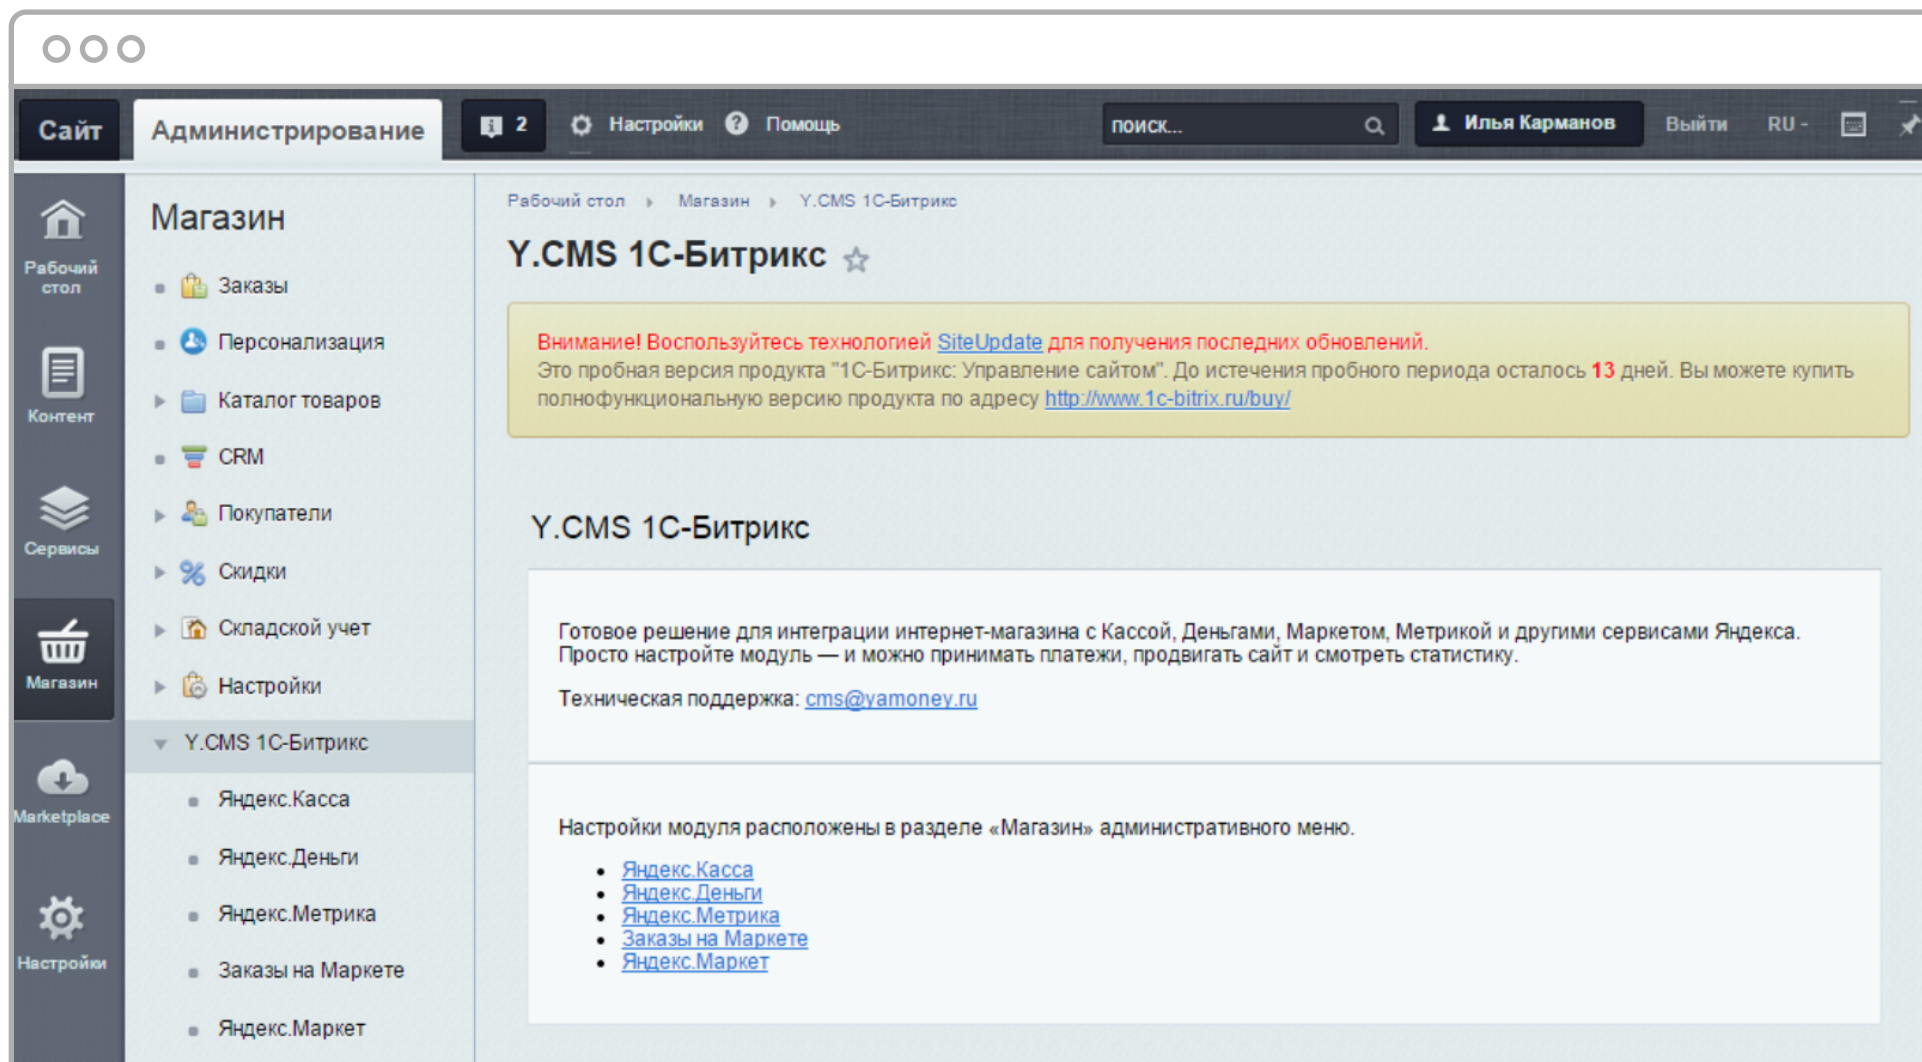 Сайт
Администрирование
2
Настройки
Помощь
поиск...
Илья Карманов
Выйти
RU
Рабочий
стол
Контент
Сервисы
Магазин
Marketplace
Настройки
Магазин
Заказы
Персонализация
Каталог товаров
CRM
Покупатели
Скидки
Складской учет
Настройки
Y.CMS 1С-Битрикс
Яндекс.Касса
Яндекс.Деньги
Яндекс.Метрика
Заказы на Маркете
Яндекс.Маркет
Рабочий стол Магазин Y.CMS 1С-Битрикс
Y.CMS 1С-Битрикс
Внимание! Воспользуйтесь технологией SiteUpdate для получения последних обновлений.
Это пробная версия продукта "1С-Битрикс: Управление сайтом". До истечения пробного периода осталось 13 дней. Вы можете купить
полнофункциональную версию продукта по адресу http://www.1c-bitrix.ru/buy/
Y.CMS 1С-Битрикс
Готовое решение для интеграции интернет-магазина с Кассой, Деньгами, Маркетом, Метрикой и другими сервисами Яндекса.
Просто настройте модуль — и можно принимать платежи, продвигать сайт и смотреть статистику.
Техническая поддержка: cms@yamoney.ru
Настройки модуля расположены в разделе «Магазин» административного меню.
Яндекс.Касса
Яндекс.Деньги
Яндекс.Метрика
Заказы на Маркете
Яндекс.Маркет